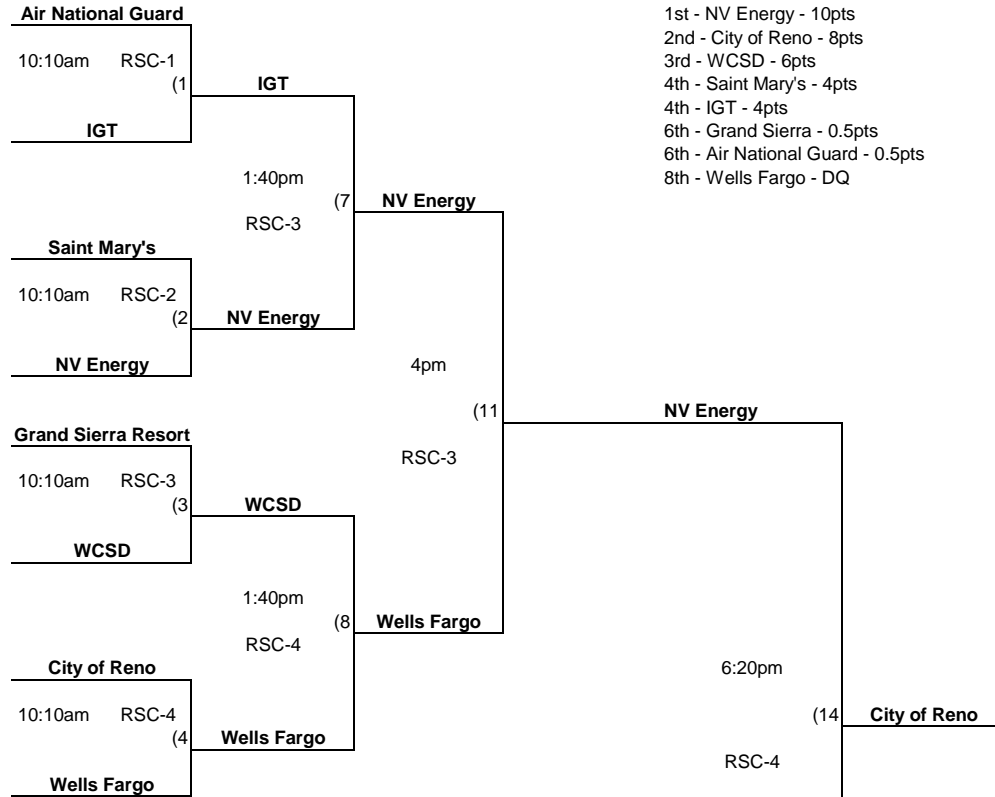 Air National Guard
1st - NV Energy - 10pts
10:10am RSC-1
2nd - City of Reno - 8pts
3rd - WCSD - 6pts
(1 IGT
4th - Saint Mary's - 4pts
4th - IGT - 4pts
IGT
6th - Grand Sierra - 0.5pts
6th - Air National Guard - 0.5pts
1:40pm
8th - Wells Fargo - DQ
(7 NV Energy
RSC-3
Saint Mary's
10:10am RSC-2
(2 NV Energy
NV Energy
4pm
(11 NV Energy
Grand Sierra Resort
RSC-3
10:10am RSC-3
(3 WCSD
WCSD
1:40pm
(8 Wells Fargo
RSC-4
City of Reno
6:20pm
10:10am RSC-4
(14 City of Reno
(4 Wells Fargo
RSC-4
Wells Fargo